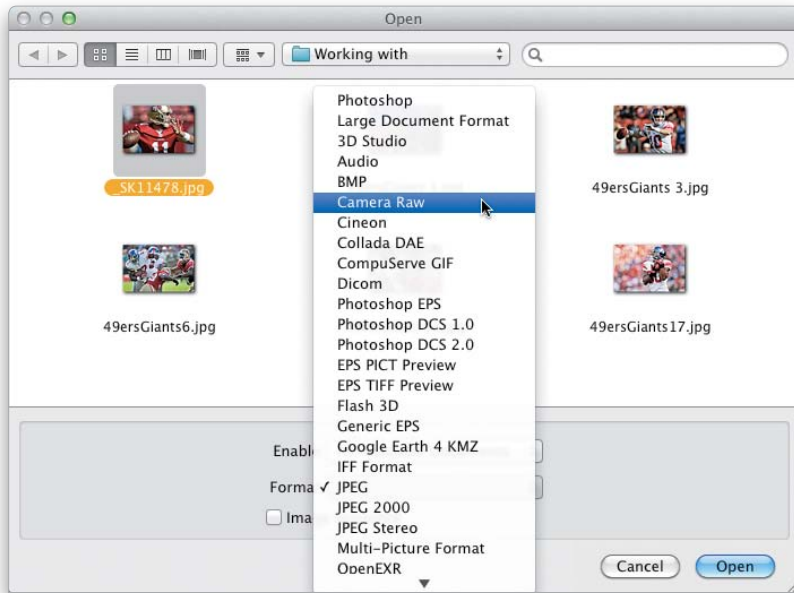 Open
Working with
_SK11478.jpg
49ersGiants 3.jpg
49ersGiants6.jpg
49ersGiants17.jpg
Photoshop
Large Document Format
3D Studio
Audio
BMP
Camera Raw
Cineon
Collada DAE
CompuServe GIF
Dicom
Photoshop EPS
Photoshop DCS 1.0
Photoshop DCS 2.0
EPS PICT Preview
EPS TIFF Preview
Flash 3D
Generic EPS
Google Earth 4 KMZ
IFF Format
✓ JPEG
JPEG 2000
JPEG Stereo
Multi-Picture Format
OpenEXR
Enabl
Forma
Ima
Cancel
Open